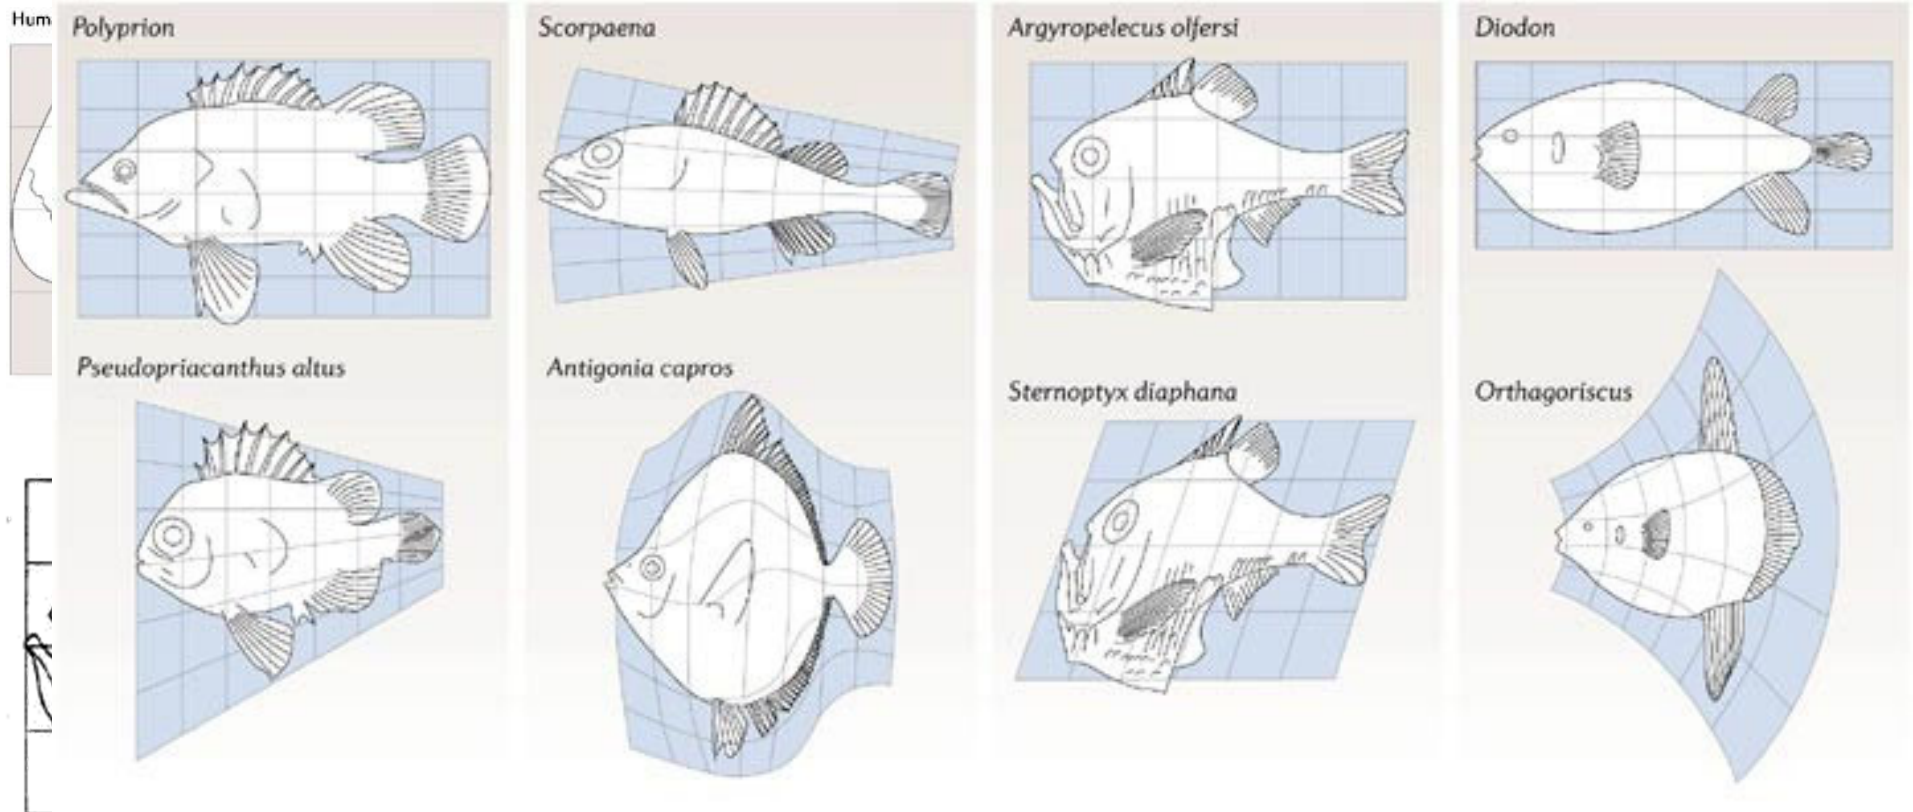 Hum
Polyprion
Scorpaena
Argyropelecus olfersi
Diodon
Pseudopriacanthus altus
Antigonia capros
Sternoptyx diaphana
Orthagoriscus